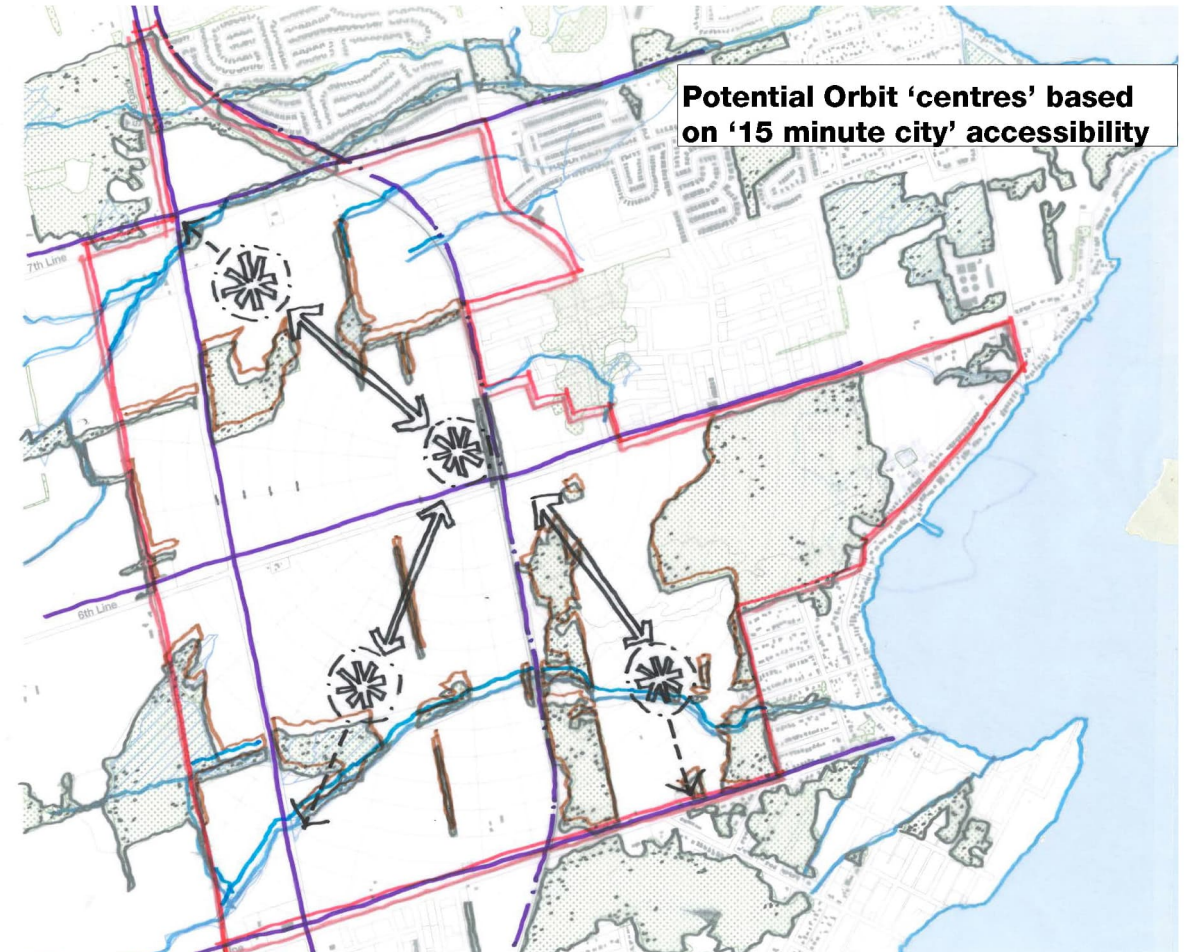 Potential Orbit ‘centres’ based
on ‘15 minute city’ accessibility
7th Line
6th Line